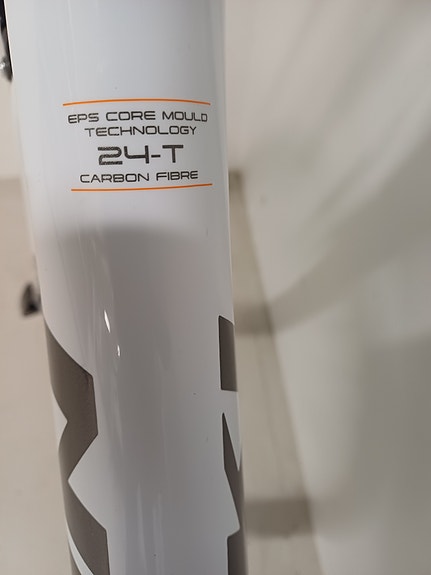 EPS CORE MOULD
TECHNOLOGY
24-T
CARBON FIBRE